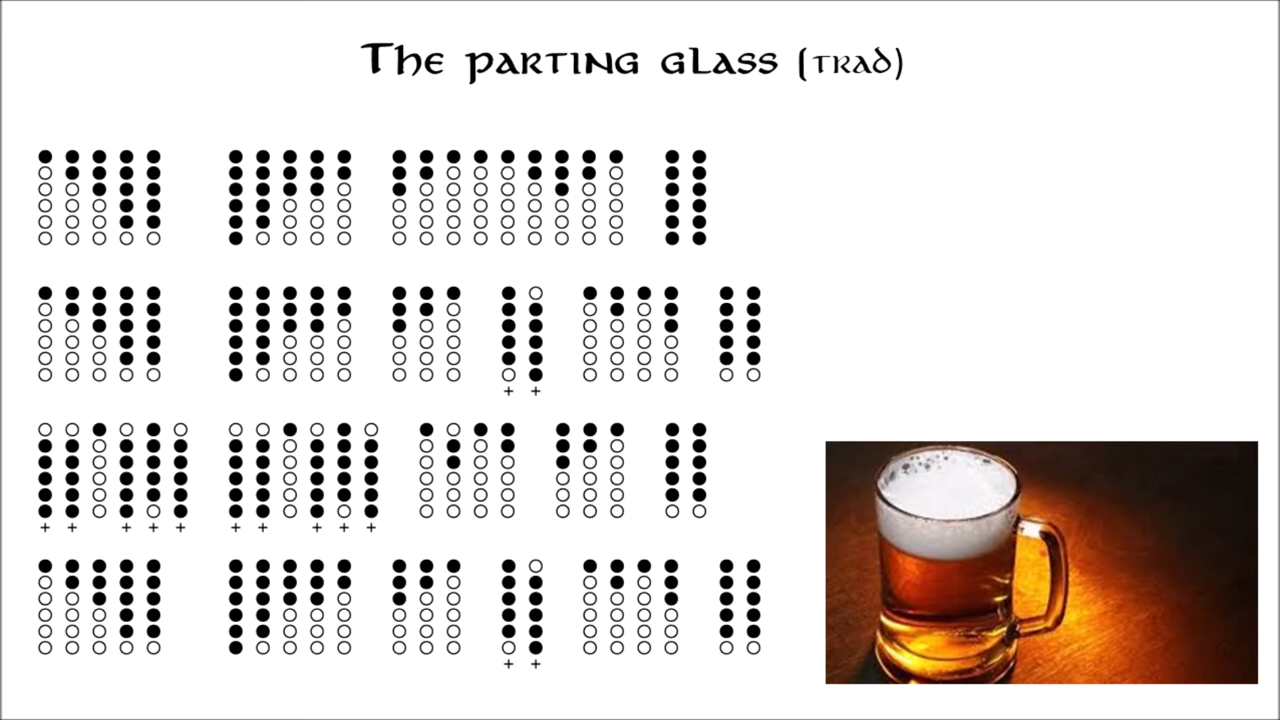 The parting glass (trad)
+ +
+ + + + + + + + + +
+ +